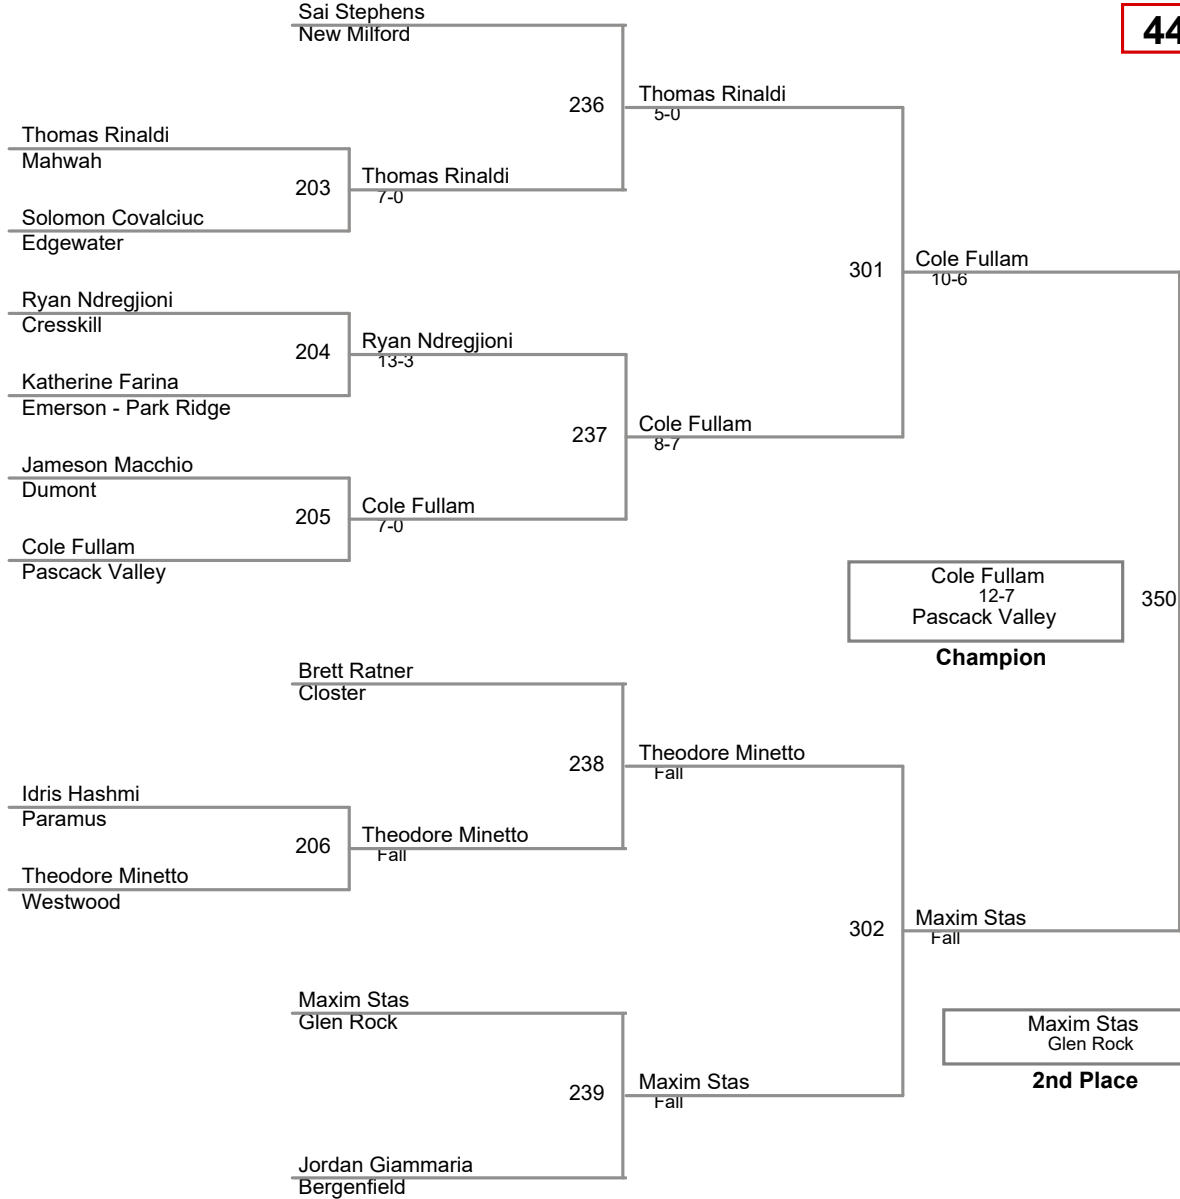 Sai Stephens
New Milford
44
236
Thomas Rinaldi
5-0
Thomas Rinaldi
Mahwah
203
Thomas Rinaldi
7-0
Solomon Covalciuc
Edgewater
301
Cole Fullam
10-6
Ryan Ndregjioni
Cresskill
204
Ryan Ndregjioni
13-3
Katherine Farina
Emerson - Park Ridge
237
Cole Fullam
8-7
Jameson Macchio
Dumont
205
Cole Fullam
7-0
Cole Fullam
Pascack Valley
Cole Fullam
12-7
Pascack Valley
350
Champion
Brett Ratner
Closter
238
Theodore Minetto
Fall
Idris Hashmi
Paramus
206
Theodore Minetto
Fall
Theodore Minetto
Westwood
302
Maxim Stas
Fall
Maxim Stas
Glen Rock
Maxim Stas
Glen Rock
2nd Place
239
Maxim Stas
Fall
Jordan Giammaria
Bergenfield